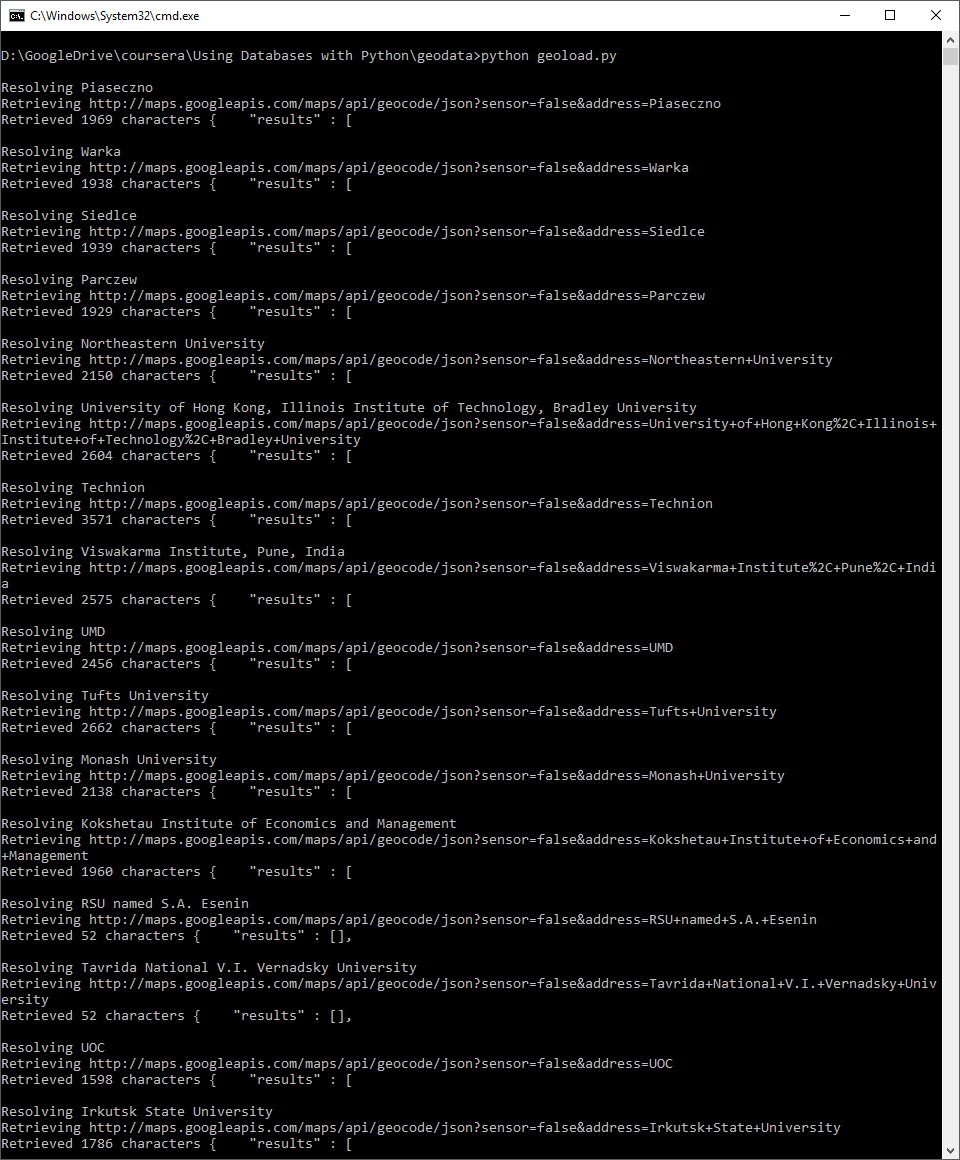 C:\Windows\System32\cmd.exe
D:\GoogleDrive\coursera\Using Databases with Python\geodata>python geoload.py
Resolving Piaseczno
Retrieving http://maps.googleapis.com/maps/api/geocode/json?sensor=false&address=Piaseczno
Retrieved 1969 characters {    "results" : [
Resolving Warka
Retrieving http://maps.googleapis.com/maps/api/geocode/json?sensor=false&address=Warka
Retrieved 1938 characters {    "results" : [
Resolving Siedlce
Retrieving http://maps.googleapis.com/maps/api/geocode/json?sensor=false&address=Siedlce
Retrieved 1939 characters {    "results" : [
Resolving Parczew
Retrieving http://maps.googleapis.com/maps/api/geocode/json?sensor=false&address=Parczew
Retrieved 1929 characters {    "results" : [
Resolving Northeastern University
Retrieving http://maps.googleapis.com/maps/api/geocode/json?sensor=false&address=Northeastern+University
Retrieved 2150 characters {    "results" : [
Resolving University of Hong Kong, Illinois Institute of Technology, Bradley University
Retrieving http://maps.googleapis.com/maps/api/geocode/json?sensor=false&address=University+of+Hong+Kong%2C+Illinois+
Institute+of+Technology%2C+Bradley+University
Retrieved 2604 characters {    "results" : [
Resolving Technion
Retrieving http://maps.googleapis.com/maps/api/geocode/json?sensor=false&address=Technion
Retrieved 3571 characters {    "results" : [
Resolving Viswakarma Institute, Pune, India
Retrieving http://maps.googleapis.com/maps/api/geocode/json?sensor=false&address=Viswakarma+Institute%2C+Pune%2C+Indi
a
Retrieved 2575 characters {    "results" : [
Resolving UMD
Retrieving http://maps.googleapis.com/maps/api/geocode/json?sensor=false&address=UMD
Retrieved 2456 characters {    "results" : [
Resolving Tufts University
Retrieving http://maps.googleapis.com/maps/api/geocode/json?sensor=false&address=Tufts+University
Retrieved 2662 characters {    "results" : [
Resolving Monash University
Retrieving http://maps.googleapis.com/maps/api/geocode/json?sensor=false&address=Monash+University
Retrieved 2138 characters {    "results" : [
Resolving Kokshetau Institute of Economics and Management
Retrieving http://maps.googleapis.com/maps/api/geocode/json?sensor=false&address=Kokshetau+Institute+of+Economics+and
+Management
Retrieved 1960 characters {    "results" : [
Resolving RSU named S.A. Esenin
Retrieving http://maps.googleapis.com/maps/api/geocode/json?sensor=false&address=RSU+named+S.A.+Esenin
Retrieved 52 characters {    "results" : [],
Resolving Tavrida National V.I. Vernadsky University
Retrieving http://maps.googleapis.com/maps/api/geocode/json?sensor=false&address=Tavrida+National+V.I.+Vernadsky+Univ
ersity
Retrieved 52 characters {    "results" : [],
Resolving UOC
Retrieving http://maps.googleapis.com/maps/api/geocode/json?sensor=false&address=UOC
Retrieved 1598 characters {    "results" : [
Resolving Irkutsk State University
Retrieving http://maps.googleapis.com/maps/api/geocode/json?sensor=false&address=Irkutsk+State+University
Retrieved 1786 characters {    "results" : [